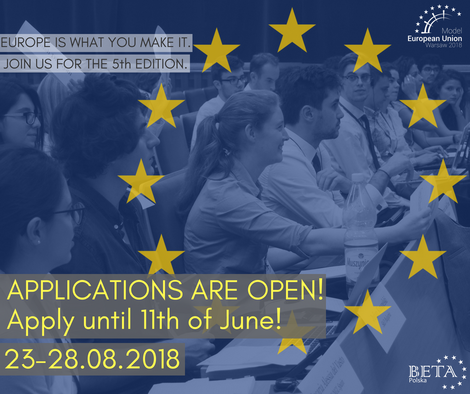 EUROPE IS WHAT YOU MAKE IT.
JOIN US FOR THE 5th EDITION.
Model
European Union
Warsaw 2018
APPLICATIONS ARE OPEN!
Apply until 11th of June!
23-28.08.2018
BETA
Polska